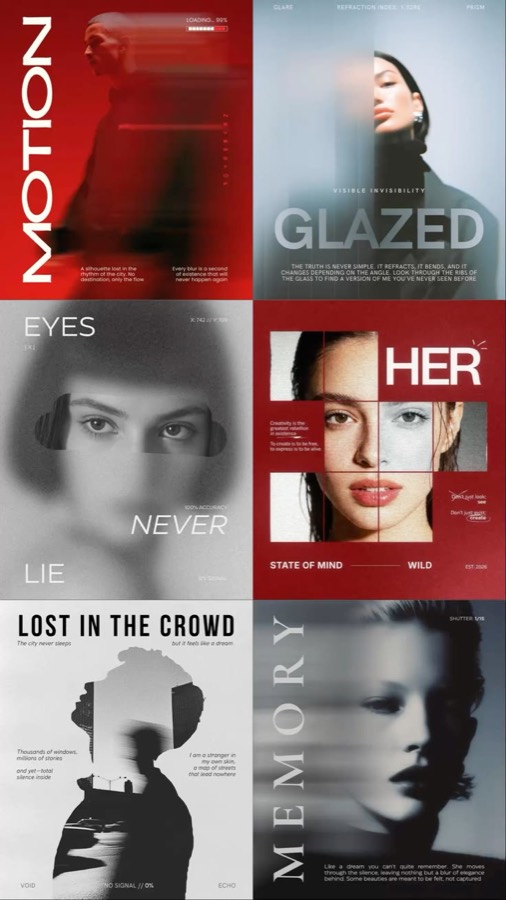 MOTION
LOADING... 99%
A silhouette lost in the
rhythm of the city. No
destination, only the flow
Every blur is a second
of existence that will
never happen again
GLARE
REFRACTION INDEX: 1.5290
PRISM
VISIBLE INVISIBILITY
GLAZED
THE TRUTH IS NEVER SIMPLE. IT REFRACTS, IT BENDS, AND IT
CHANGES DEPENDING ON THE ANGLE. LOOK THROUGH THE RIBS OF
THE GLASS TO FIND A VERSION OF ME YOU'VE NEVER SEEN BEFORE
EYES
100% ACCURACY
NEVER
LIE
NO SIGNAL
HER
Creativity is the
greatest rebellion
in existence
To create is to be free,
to express is to be alive
Don't just look;
see
Don't just exist;
create
STATE OF MIND
WILD
EST. 2026
LOST IN THE CROWD
The city never sleeps
but it feels like a dream
Thousands of windows,
millions of stories
and yet—total
silence inside
I am a stranger in
my own skin,
a map of streets
that lead nowhere
VOID
NO SIGNAL // 0%
ECHO
MEMORY
SHUTTER 1/15
Like a dream you can't quite remember. She moves
through the silence, leaving nothing but a blur of elegance
behind. Some beauties are meant to be felt, not captured